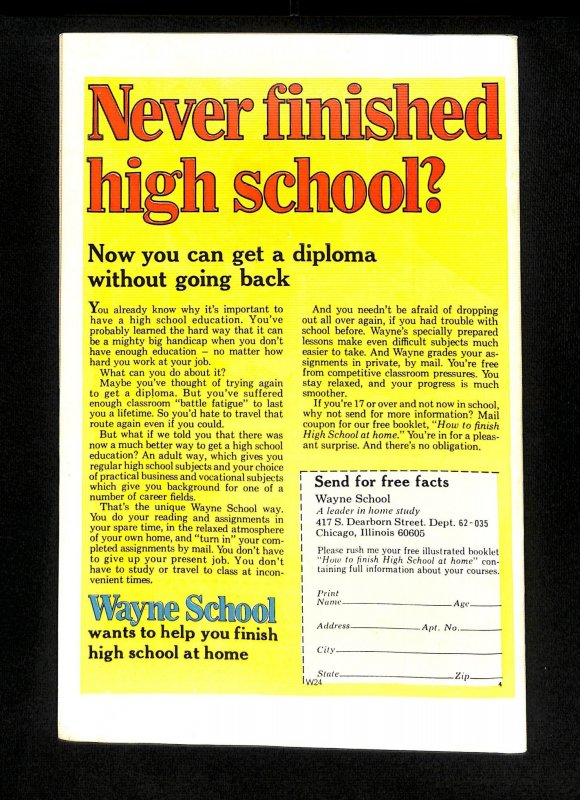 Never finished
high school?
Now you can get a diploma
without going back
You already know why it's important to
have a high school education. You've
probably learned the hard way that it can
be a mighty big handicap when you don't
have enough education – no matter how
hard you work at your job.
What can you do about it?
Maybe you've thought of trying again
to get a diploma. But you've suffered
enough classroom "battle fatigue" to last
you a lifetime. So you'd hate to travel that
route again even if you could.
But what if we told you that there was
now a much better way to get a high school
education? An adult way, which gives you
regular high school subjects and your choice
of practical business and vocational subjects
which give you background for one of a
number of career fields.
That's the unique Wayne School way.
You do your reading and assignments in
your spare time, in the relaxed atmosphere
of your own home, and "turn in" your com-
pleted assignments by mail. You don't have
to give up your present job. You don't
have to study or travel to class at incon-
venient times.
Wayne School
wants to help you finish
high school at home
And you needn't be afraid of dropping
out all over again, if you had trouble with
school before. Wayne's specially prepared
lessons make even difficult subjects much
easier to take. And Wayne grades your as-
signments in private, by mail. You're free
from competitive classroom pressures. You
stay relaxed, and your progress is much
smoother.
If you're 17 or over and not now in school,
why not send for more information? Mail
coupon for our free booklet, "How to finish
High School at home." You're in for a pleas-
ant surprise. And there's no obligation.
Send for free facts
Wayne School
A leader in home study
417 S. Dearborn Street. Dept. 62-035
Chicago, Illinois 60605
Please rush me your free illustrated booklet
"How to finish High School at home" con-
taining full information about your courses.
Print
Name Age
Address Apt. No.
City
State Zip
W24 4